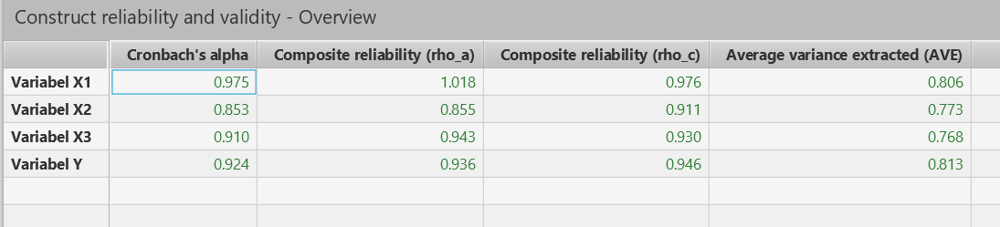 Construct reliability and validity - Overview
Cronbach's alpha Composite reliability (rho_a) Composite reliability (rho_c) Average variance extracted (AVE)
Variabel X1 0.975 1.018 0.976 0.806
Variabel X2 0.853 0.855 0.911 0.773
Variabel X3 0.910 0.943 0.930 0.768
Variabel Y 0.924 0.936 0.946 0.813